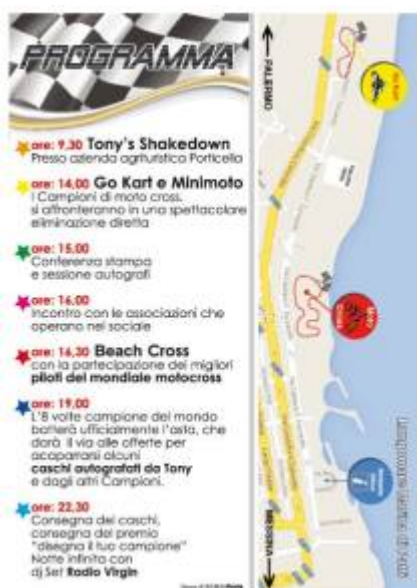 PROGRAMMA
ore: 9,30 Tony's Shakedown
Presso azienda agrituristica Porticella
ore: 14,00 Go Kart e Minimoto
I Campioni di moto cross.
si affronteranno in una spettacolare
eliminazione diretta
ore: 15,00
Conferenza stampa
e sessione autografi
ore: 16,00
Incontro con le associazioni che
operano nel sociale
ore: 16,30 Beach Cross
con la partecipazione dei migliori
piloti del mondiale motocross
ore: 19,00
L'8 volte campione del mondo
batterà ufficialmente l'asta, che
darà il via alle offerte per
acaparrarsi alcuni
caschi autografati da Tony
e dagli altri Campioni.
ore: 22,30
Consegna dei caschi,
consegna del premio
"disegna il tuo campione"
Notte infinita con
dj Set Radio Virgin
PALERMO
Go Kart
Moto
Cross
MESSINA